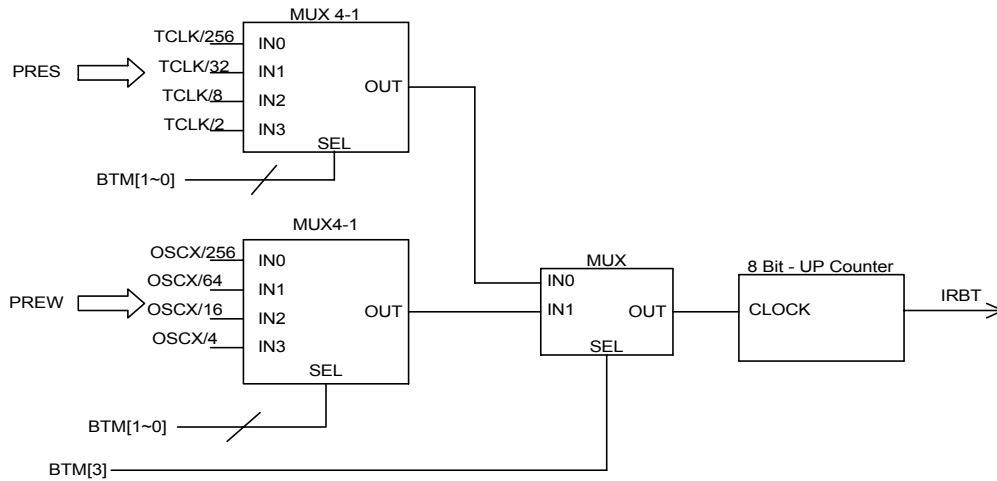 MUX 4-1
TCLK/256
IN0
PRES
TCLK/32
IN1
OUT
TCLK/8
IN2
TCLK/2
IN3
SEL
BTM[1~0]
MUX4-1
OSCX/256
IN0
PREW
OSCX/64
IN1
OUT
OSCX/16
IN2
OSCX/4
IN3
SEL
BTM[1~0]
BTM[3]
MUX
IN0
IN1
OUT
SEL
8 Bit - UP Counter
CLOCK
IRBT